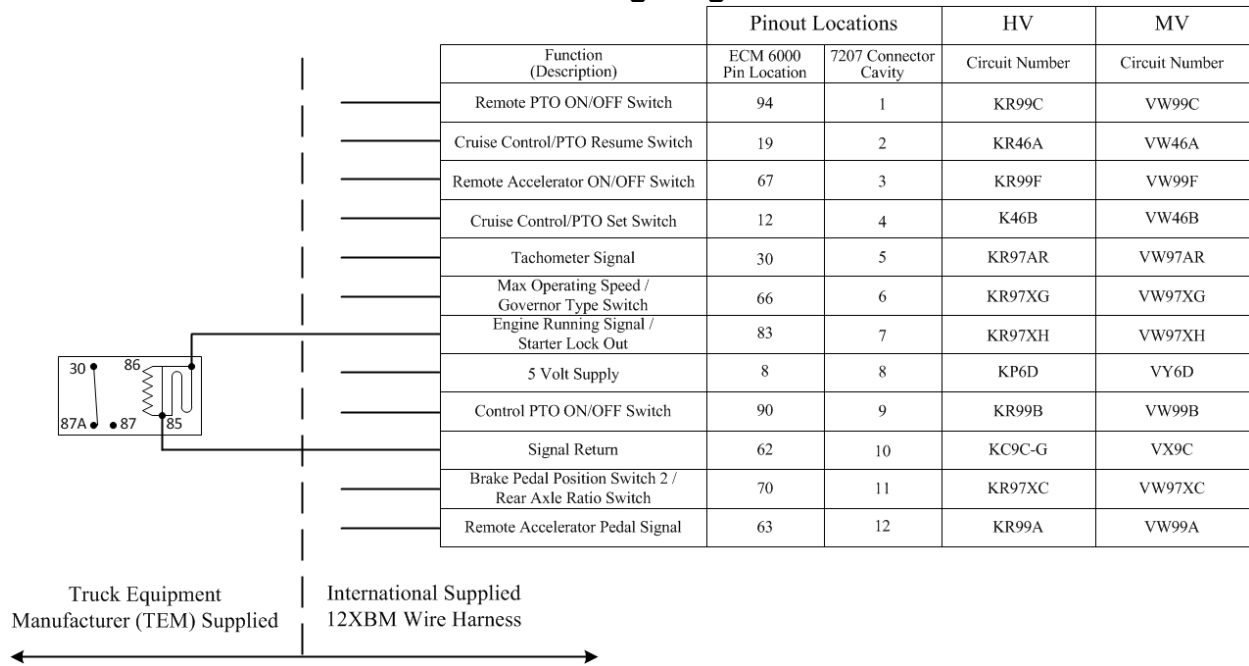 Pinout Locations HV MV
Function
(Description)
ECM 6000
Pin Location
7207 Connector
Cavity
Circuit Number Circuit Number
Remote PTO ON/OFF Switch 94 1 KR99C VW99C
Cruise Control/PTO Resume Switch 19 2 KR46A VW46A
Remote Accelerator ON/OFF Switch 67 3 KR99F VW99F
Cruise Control/PTO Set Switch 12 4 K46B VW46B
Tachometer Signal 30 5 KR97AR VW97AR
Max Operating Speed /
Governor Type Switch 66 6 KR97XG VW97XG
Engine Running Signal /
Starter Lock Out 83 7 KR97XH VW97XH
5 Volt Supply 8 8 KP6D VY6D
Control PTO ON/OFF Switch 90 9 KR99B VW99B
Signal Return 62 10 KC9C-G VX9C
Brake Pedal Position Switch 2 /
Rear Axle Ratio Switch 70 11 KR97XC VW97XC
Remote Accelerator Pedal Signal 63 12 KR99A VW99A
30 86
87A 87 85
Truck Equipment
Manufacturer (TEM) Supplied
International Supplied
12XBM Wire Harness